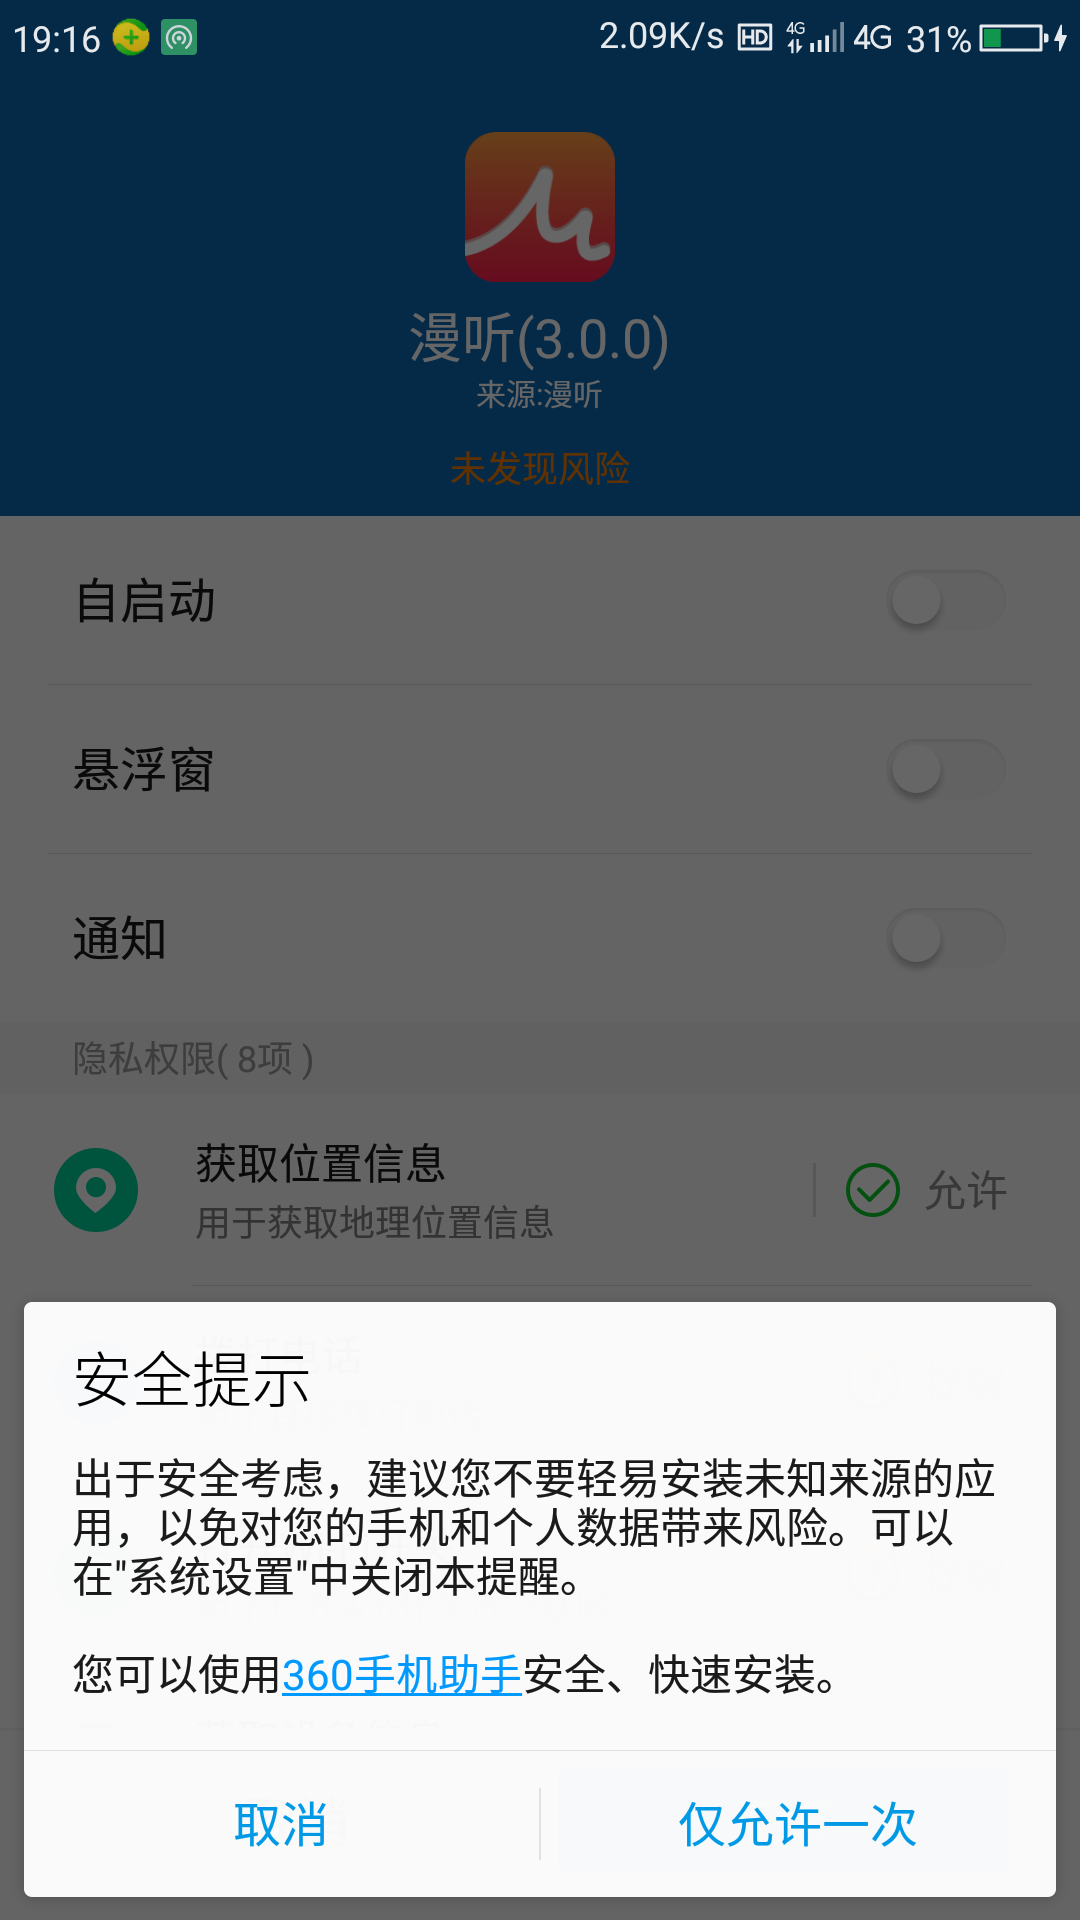 19:16 2.09K/s HD 4G 4G 31%
漫听(3.0.0)
来源:漫听
未发现风险
自启动
悬浮窗
通知
隐私权限( 8项 )
获取位置信息
用于获取地理位置信息
允许
安全提示
出于安全考虑，建议您不要轻易安装未知来源的应
用，以免对您的手机和个人数据带来风险。可以
在"系统设置"中关闭本提醒。
您可以使用360手机助手安全、快速安装。
取消
仅允许一次